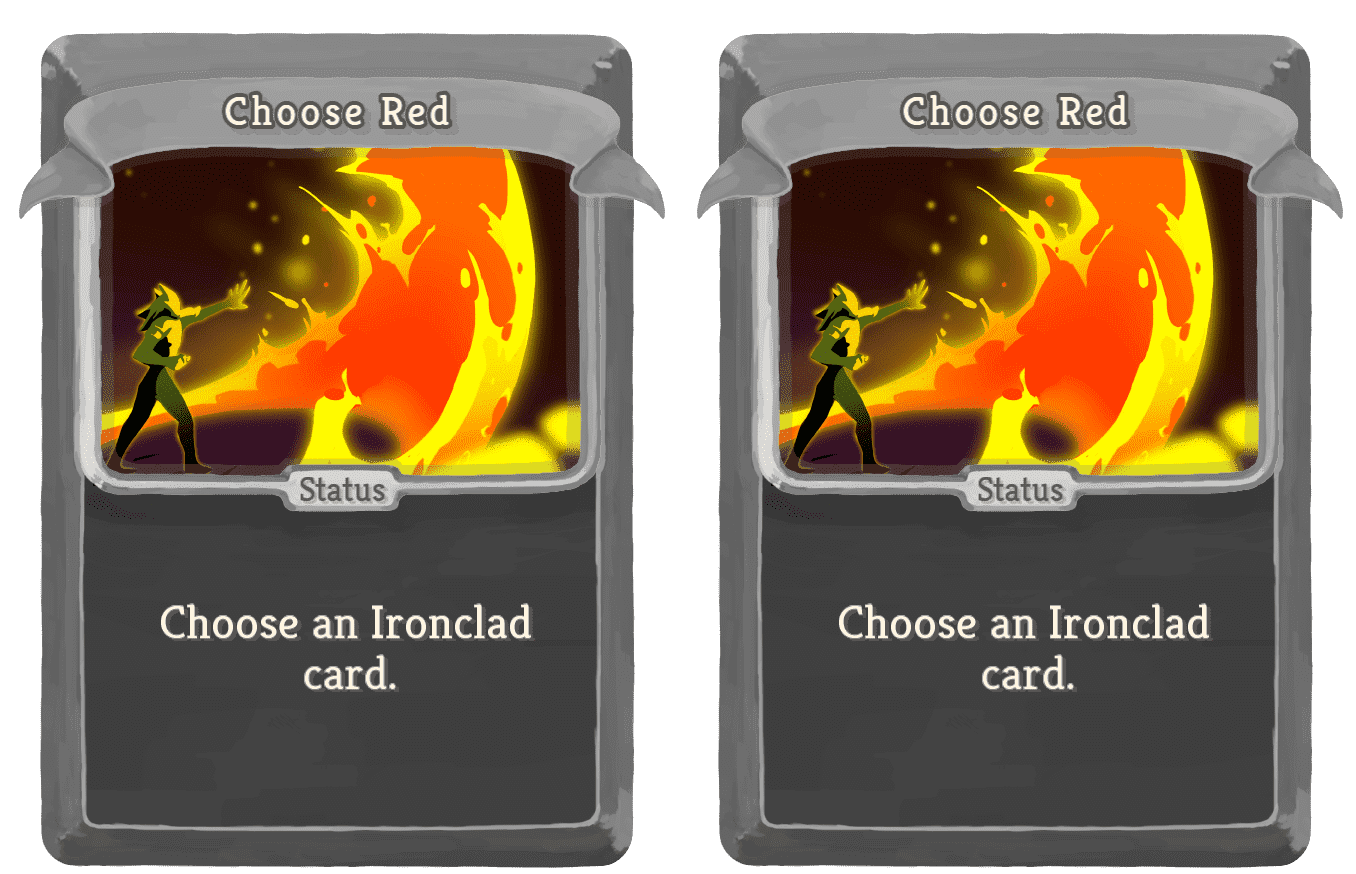 Choose Red
Status
Choose an Ironclad
card.
Choose Red
Status
Choose an Ironclad
card.